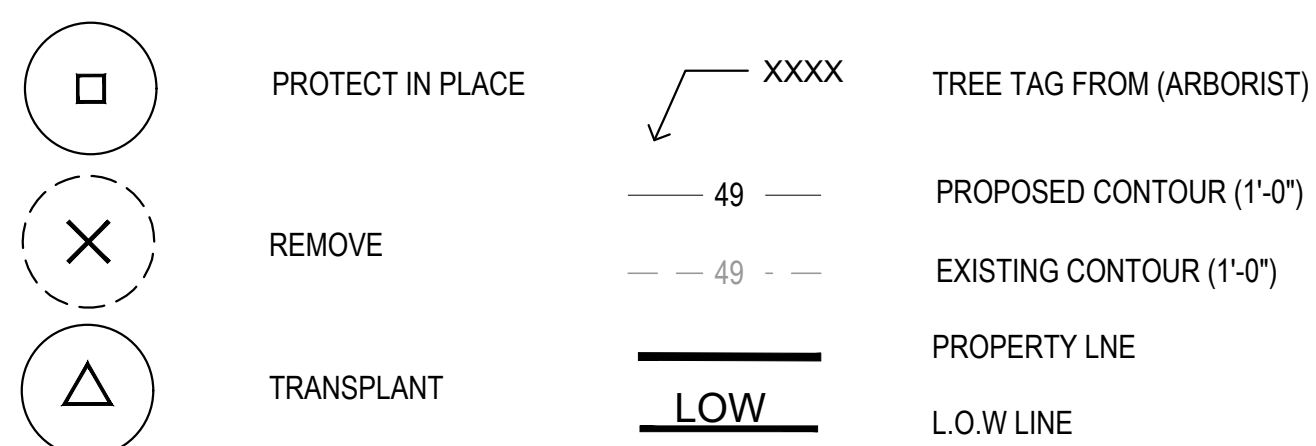 PROTECT IN PLACE
REMOVE
TRANSPLANT
XXXX
TREE TAG FROM (ARBORIST)
49
PROPOSED CONTOUR (1'-0")
49
EXISTING CONTOUR (1'-0")
PROPERTY LNE
LOW
L.O.W LINE